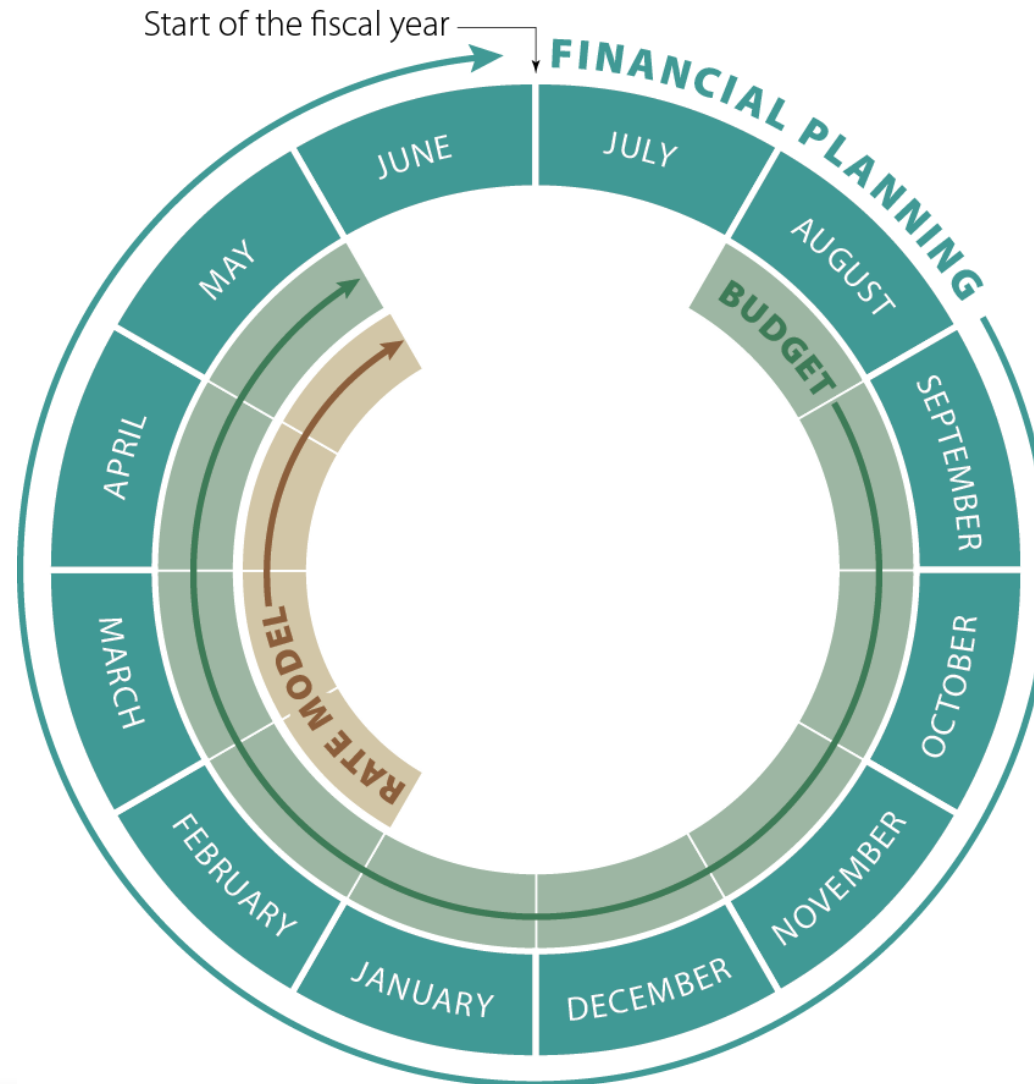 Start of the fiscal year
FINANCIAL PLANNING
JULY
AUGUST
SEPTEMBER
OCTOBER
NOVEMBER
DECEMBER
JANUARY
FEBRUARY
MARCH
APRIL
MAY
JUNE
BUDGET
RATE MODEL